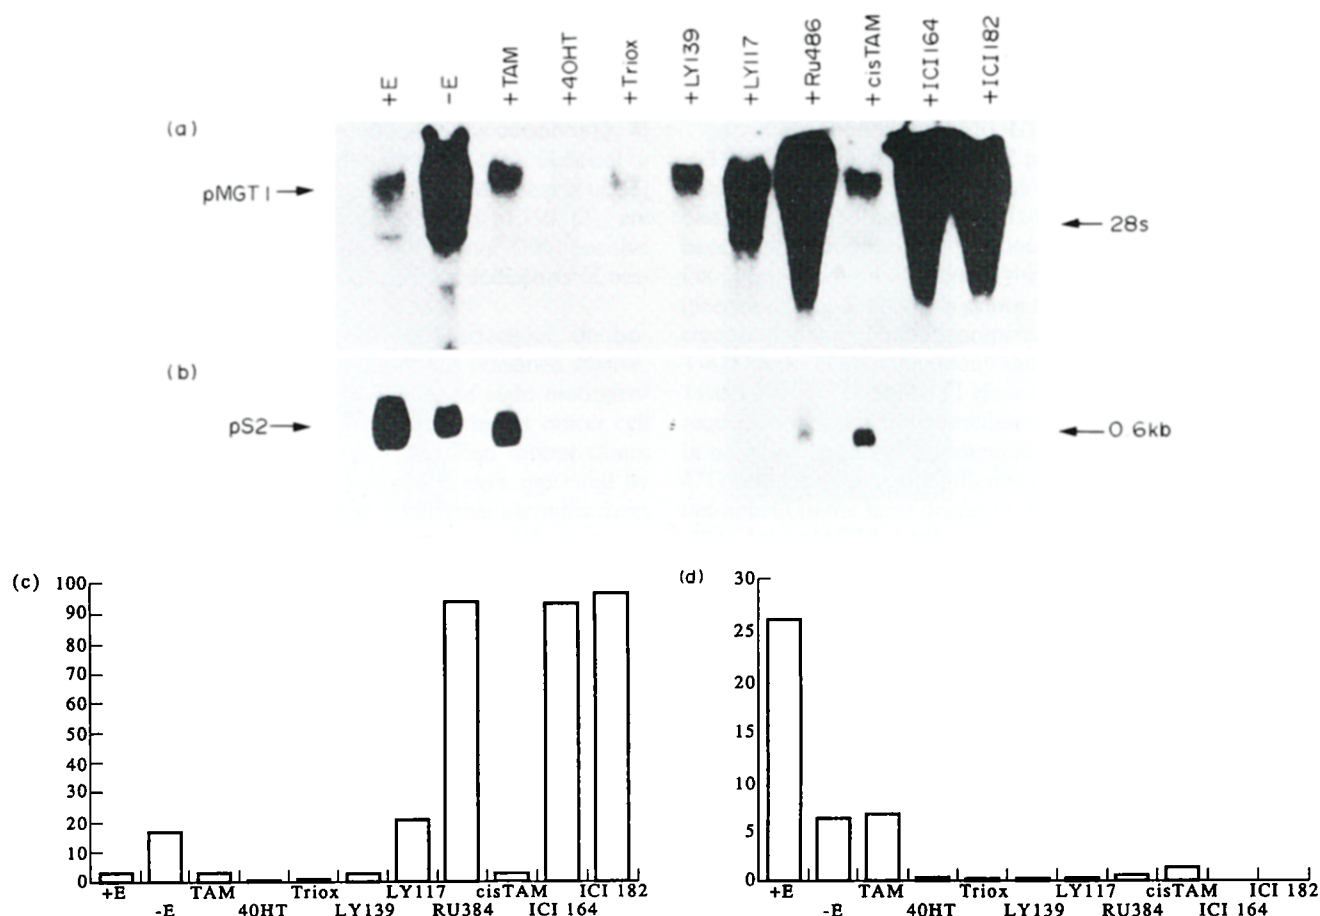 +E -E +TAM +4OHT +Triox +LY139 +LY117 +Ru486 +cisTAM +ICI164 +ICI182
(a)
pMGT1
28s
(b)
pS2
0.6kb
(c)
100
90
80
70
60
50
40
30
20
10
0
+E TAM Triox LY117 cisTAM ICI 182
-E 40HT LY139 RU384 ICI 164
(d)
30
25
20
15
10
5
0
+E TAM Triox LY117 cisTAM ICI 182
-E 40HT LY139 RU384 ICI 164